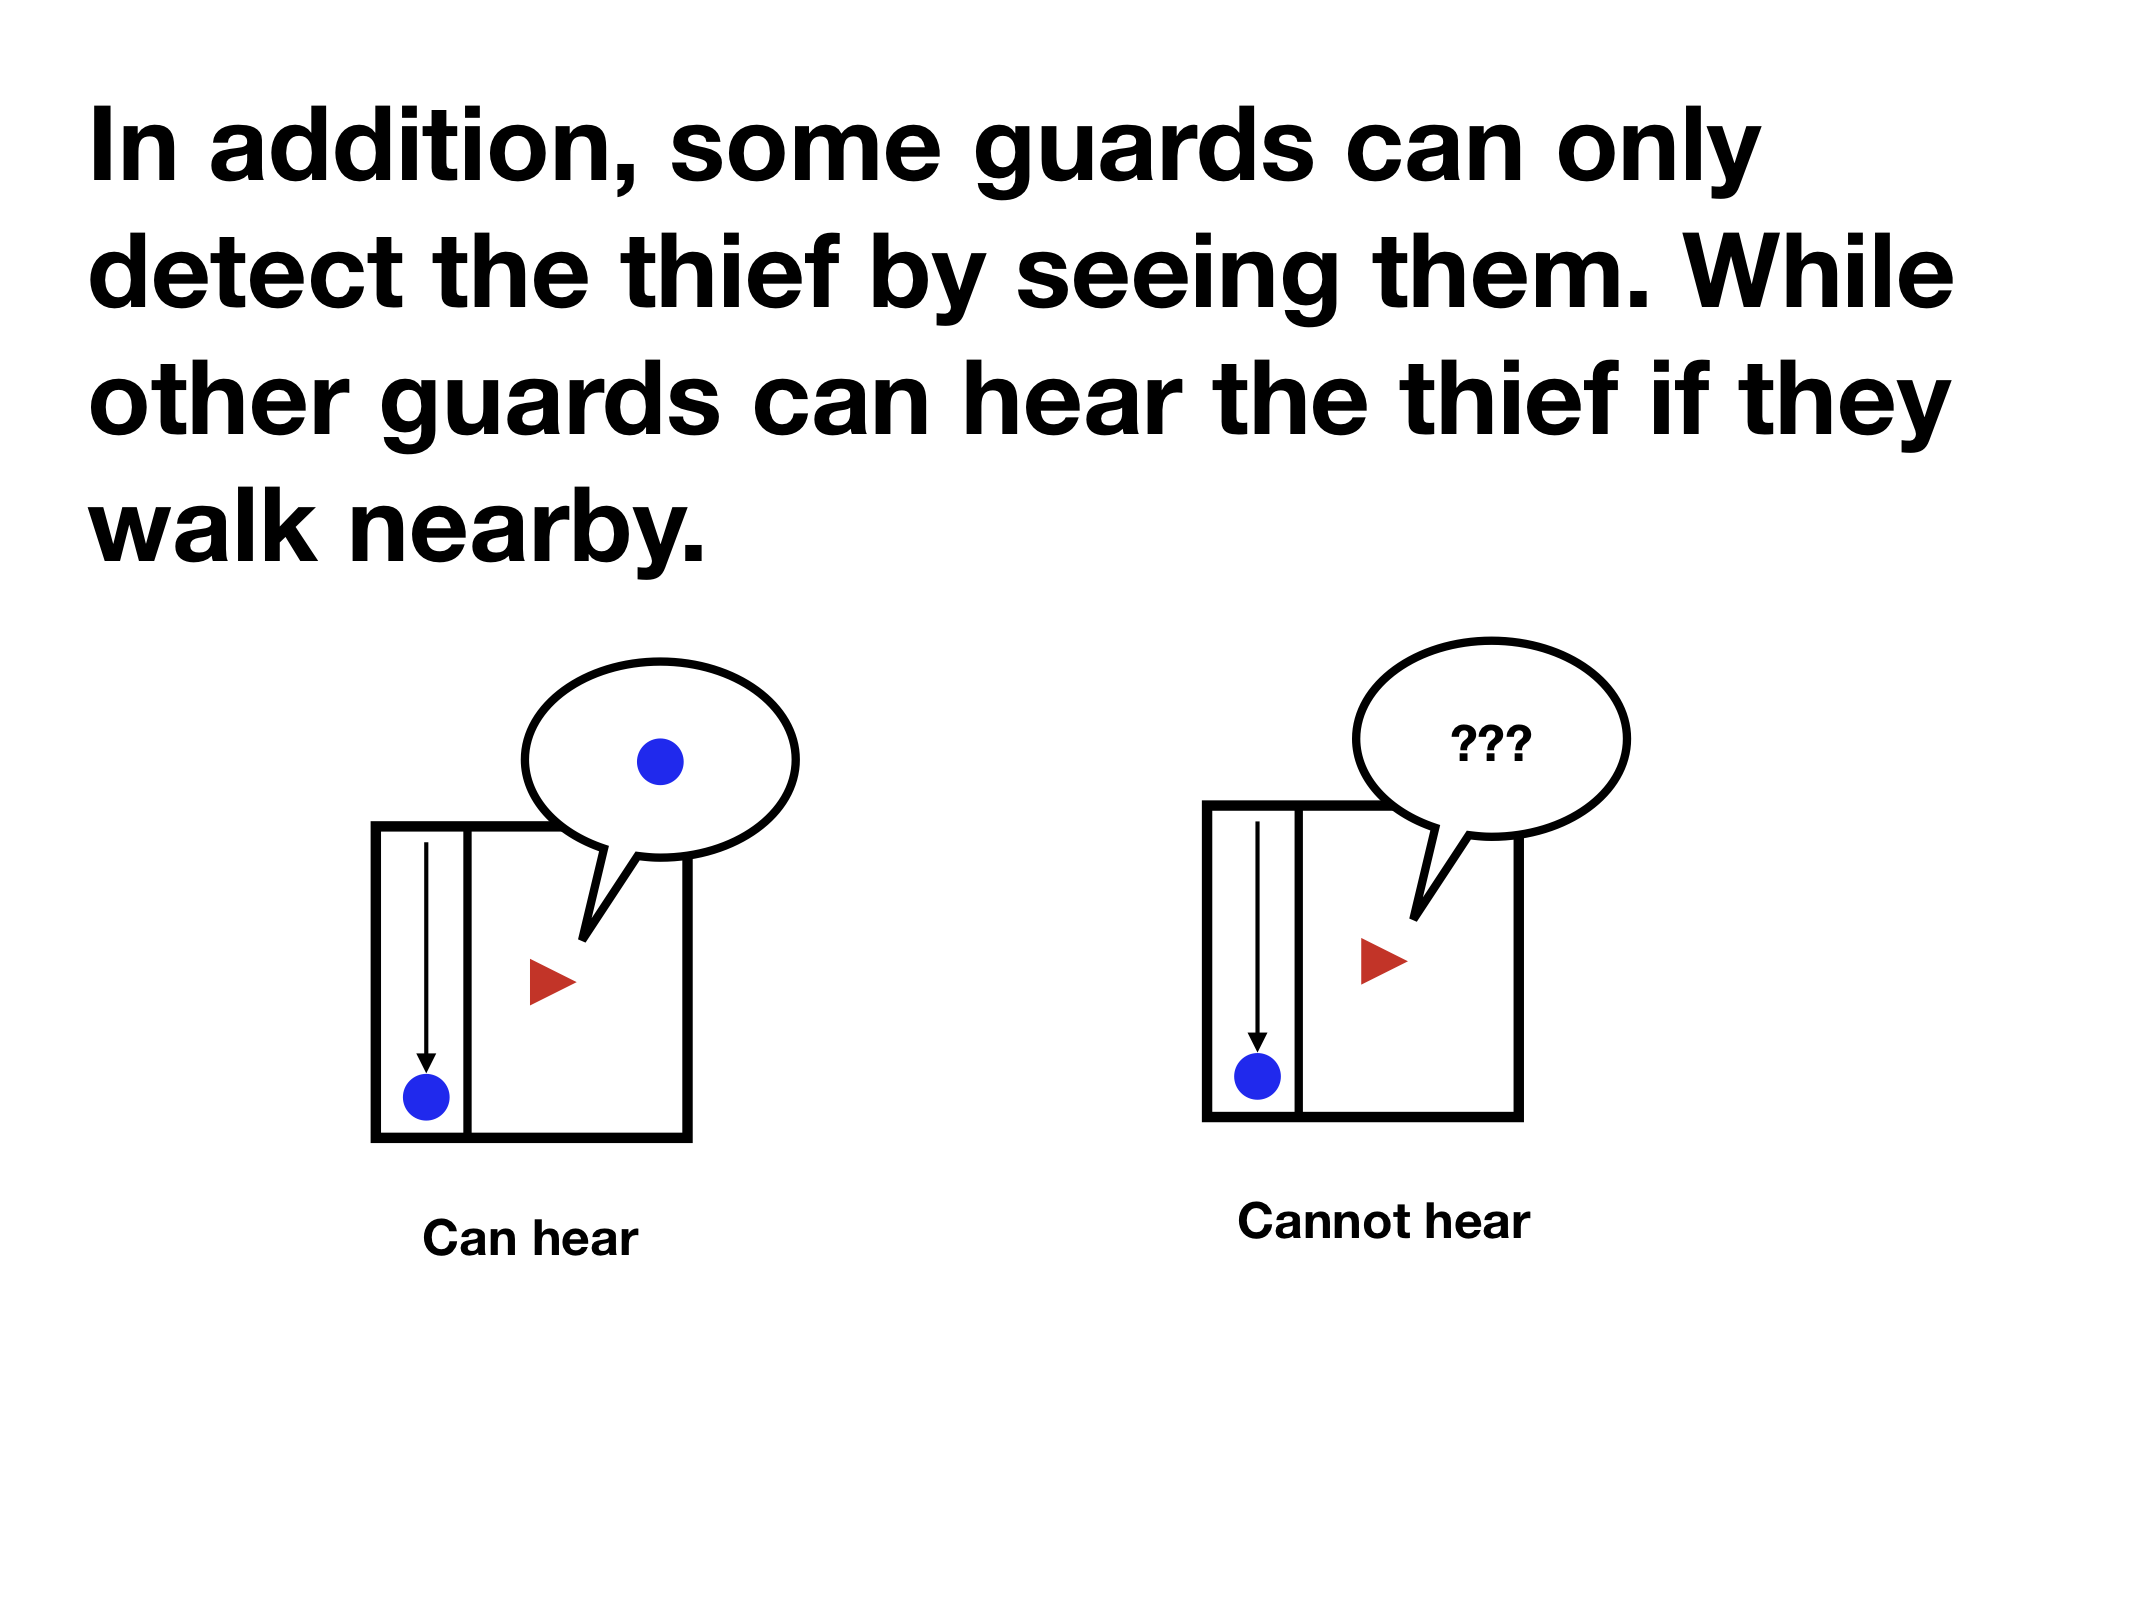 In addition, some guards can only
detect the thief by seeing them. While
other guards can hear the thief if they
walk nearby.
???
Can hear
Cannot hear